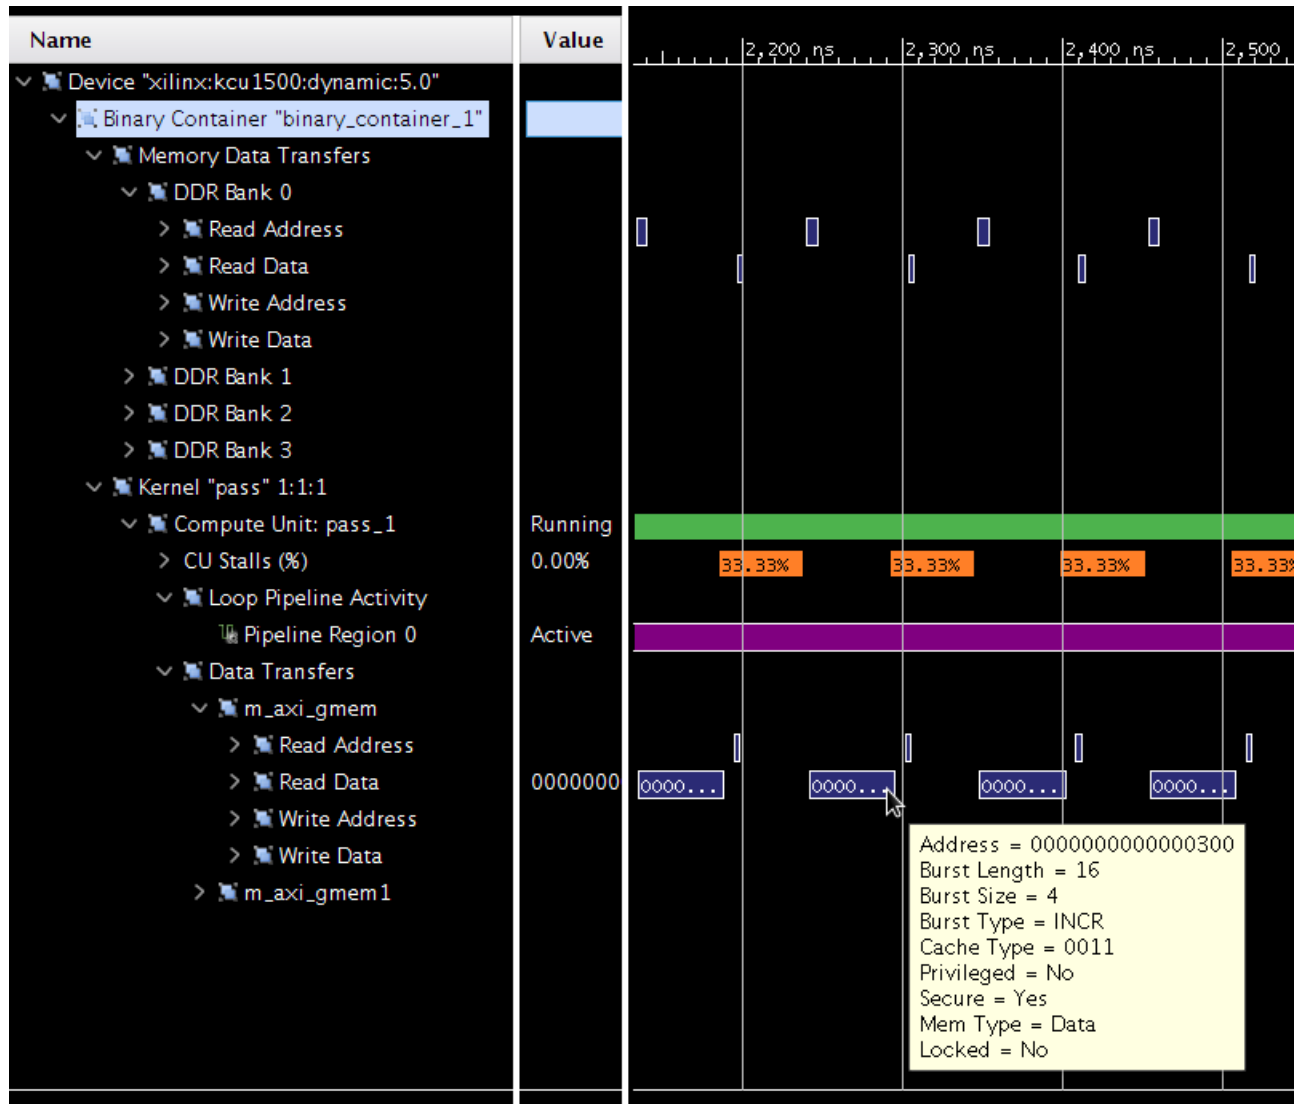 Name Value
2,200 ns 2,300 ns 2,400 ns 2,500
Device "xilinx:kcu1500:dynamic:5.0"
Binary Container "binary_container_1"
Memory Data Transfers
DDR Bank 0
Read Address
Read Data
Write Address
Write Data
DDR Bank 1
DDR Bank 2
DDR Bank 3
Kernel "pass" 1:1:1
Compute Unit: pass_1 Running
CU Stalls (%) 0.00% 33.33% 33.33% 33.33% 33.33%
Loop Pipeline Activity
Pipeline Region 0 Active
Data Transfers
m_axi_gmem
Read Address
Read Data 0000000 0000... 0000... 0000... 0000...
Write Address
Write Data
m_axi_gmem1
Address = 0000000000000300
Burst Length = 16
Burst Size = 4
Burst Type = INCR
Cache Type = 0011
Privileged = No
Secure = Yes
Mem Type = Data
Locked = No